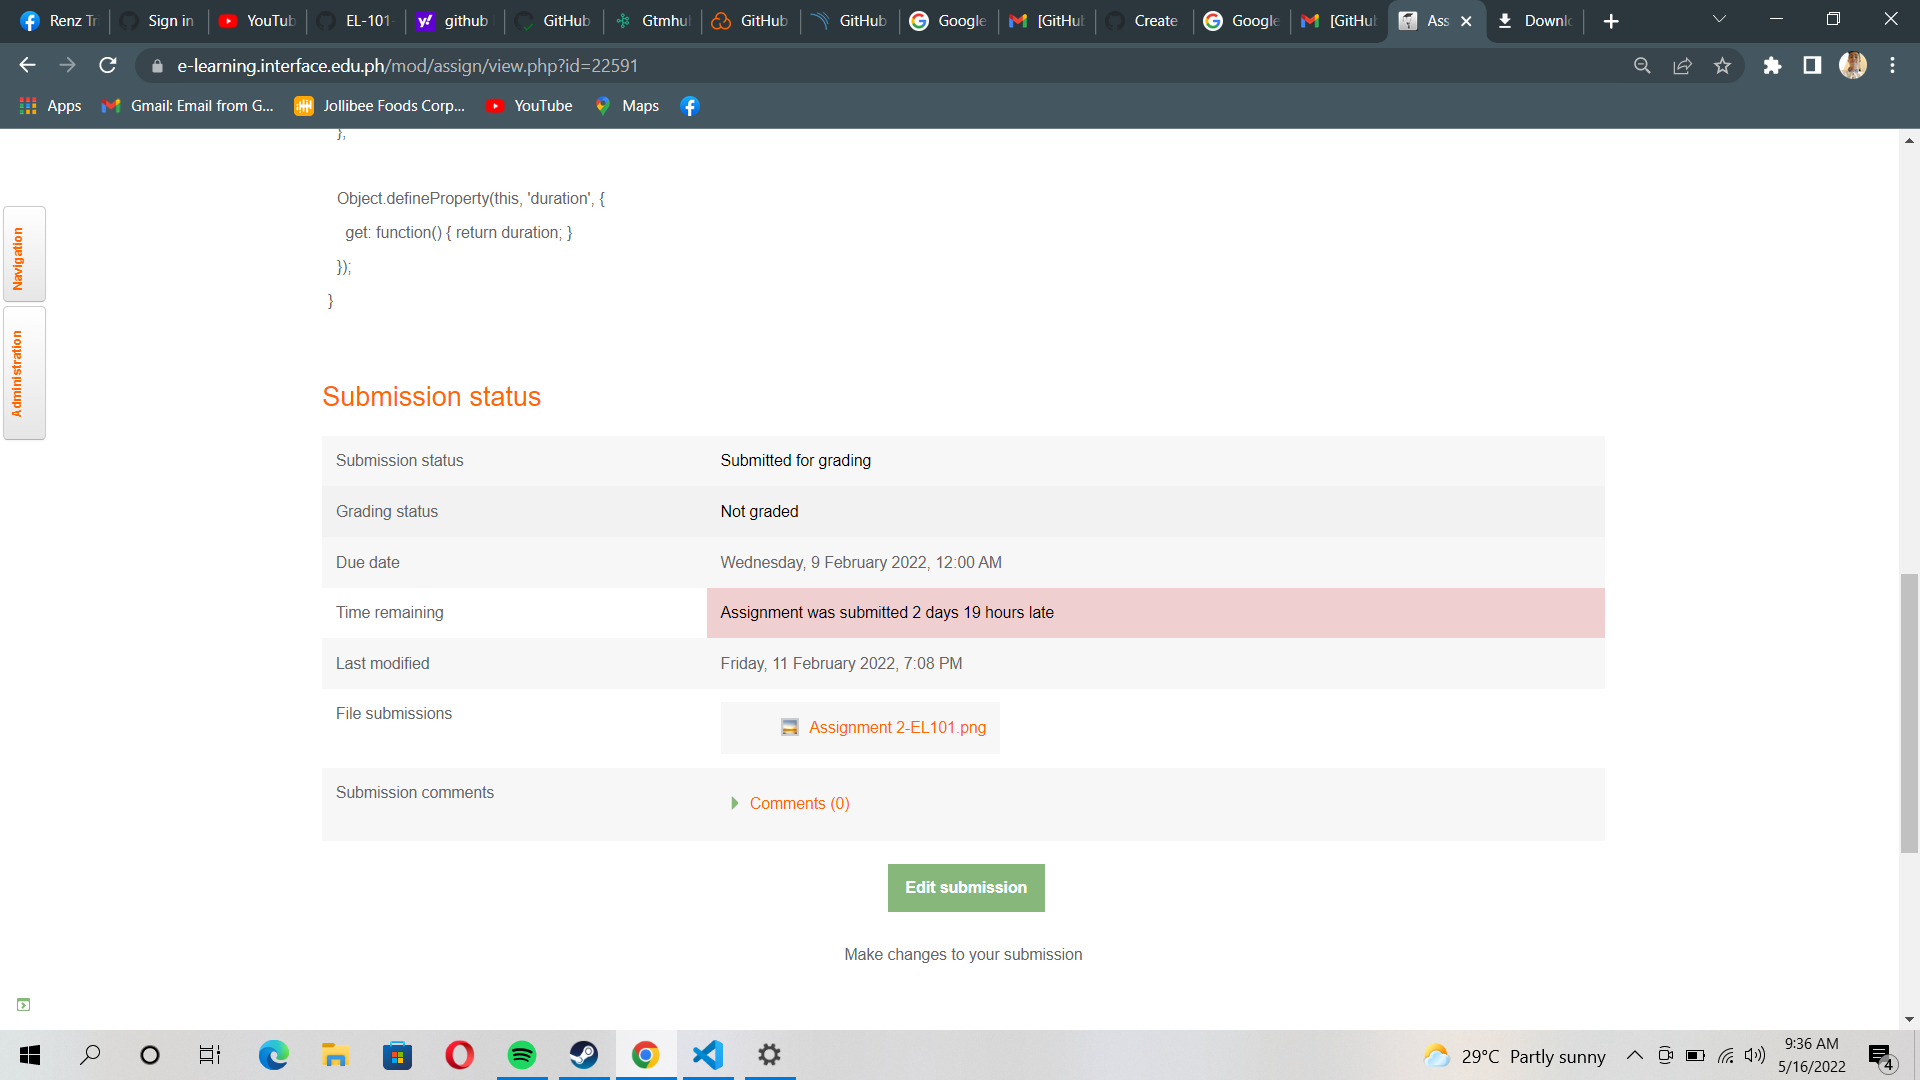 Renz Tr
Sign in
YouTub
EL-101-
github
GitHub
Gtmhul
GitHub
GitHub
Google
[GitHub
Create
Google
[GitHub
Ass
Downlo
e-learning.interface.edu.ph/mod/assign/view.php?id=22591
Apps
Gmail: Email from G...
Jollibee Foods Corp...
YouTube
Maps
},
Object.defineProperty(this, 'duration', {
get: function() { return duration; }
});
}
Navigation
Administration
Submission status
Submission status Submitted for grading
Grading status Not graded
Due date Wednesday, 9 February 2022, 12:00 AM
Time remaining Assignment was submitted 2 days 19 hours late
Last modified Friday, 11 February 2022, 7:08 PM
File submissions
Assignment 2-EL101.png
Submission comments
Comments (0)
Edit submission
Make changes to your submission
29°C Partly sunny
9:36 AM
5/16/2022
4